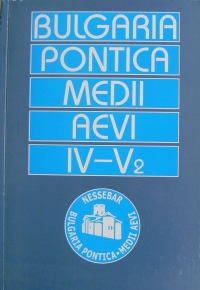 BULGARIA
PONTICA
MEDII
AEVI
IV–V2
NESSEBAR
BULGARIA PONTICA · MEDII AEVI ·